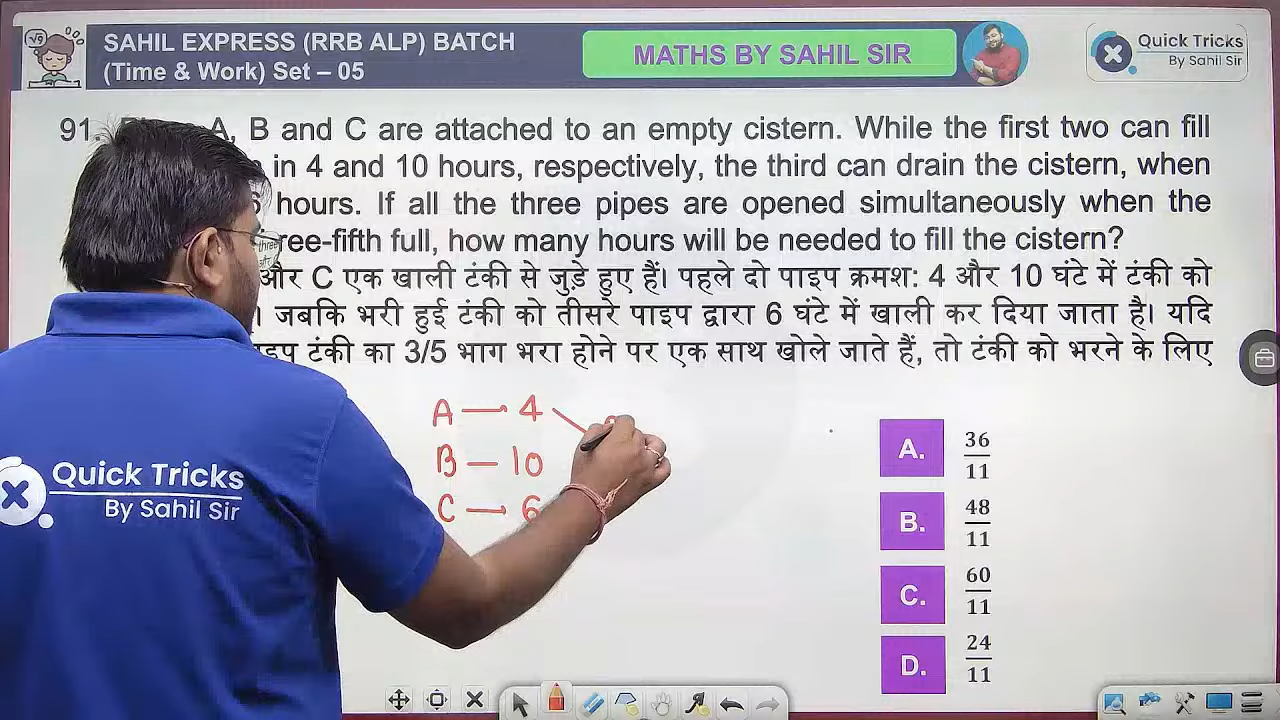 SAHIL EXPRESS (RRB ALP) BATCH
(Time & Work) Set – 05
MATHS BY SAHIL SIR
Quick Tricks
By Sahil Sir
91. A, B and C are attached to an empty cistern. While the first two can fill
in 4 and 10 hours, respectively, the third can drain the cistern, when
6 hours. If all the three pipes are opened simultaneously when the
three-fifth full, how many hours will be needed to fill the cistern?
और C एक खाली टंकी से जुड़े हुए हैं। पहले दो पाइप क्रमश: 4 और 10 घंटे में टंकी को
। जबकि भरी हुई टंकी को तीसरे पाइप द्वारा 6 घंटे में खाली कर दिया जाता है। यदि
टंकी का 3/5 भाग भरा होने पर एक साथ खोले जाते हैं, तो टंकी को भरने के लिए
A — 4
B — 10
C — 6
A. 36/11
B. 48/11
C. 60/11
D. 24/11
Quick Tricks
By Sahil Sir